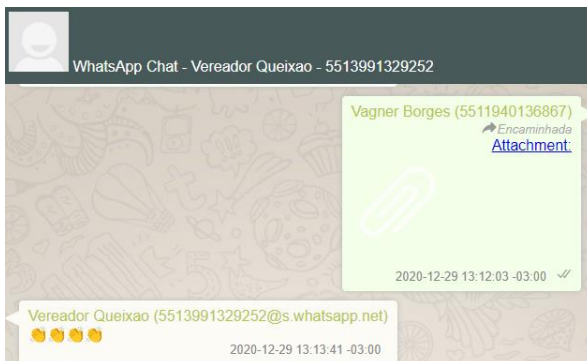 WhatsApp Chat - Vereador Queixao - 5513991329252
Vagner Borges (5511940136867)
Encaminhada
Attachment:
2020-12-29 13:12:03 -03:00
Vereador Queixao (5513991329252@s.whatsapp.net)
👏👏👏👏
2020-12-29 13:13:41 -03:00